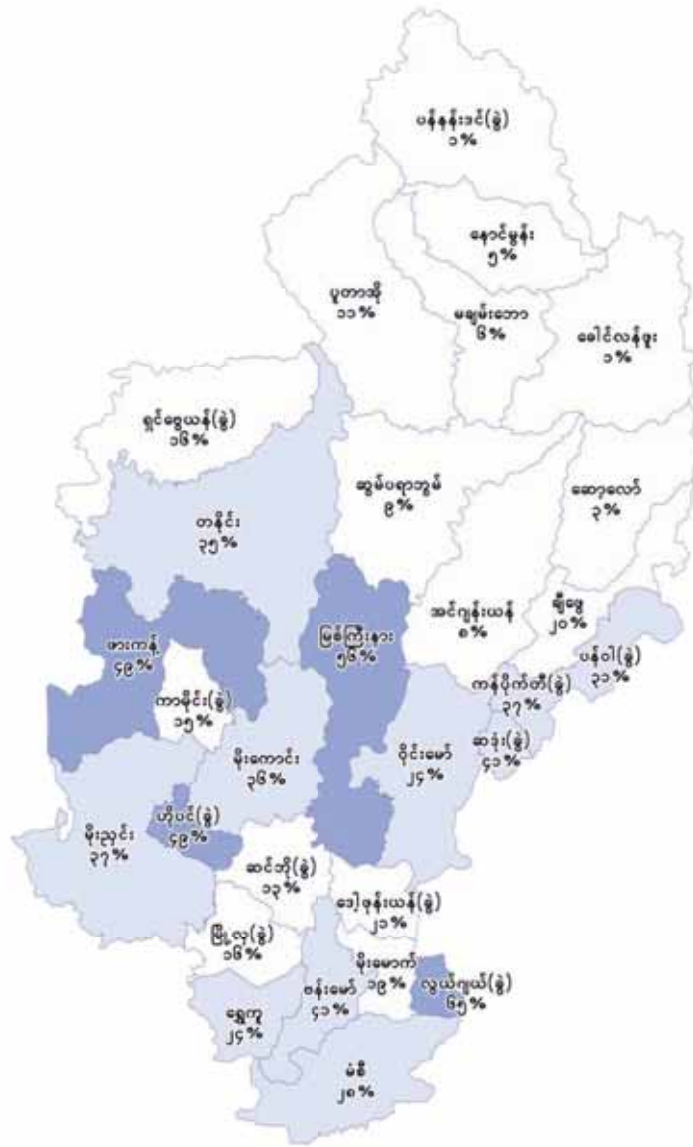 ပန်နန်းဒင်(ခွဲ)
၁%
နောင်မွန်း
၅%
ပူတာအို
၁၁%
မချမ်းဘော
၆%
ခေါင်လန်ဖူး
၁%
ရှင်ဗွေယန်(ခွဲ)
၁၆%
ဆွမ်ပရာဘွမ်
၉%
ဆော့လော်
၃%
တနိုင်း
၃၅%
အင်ဂျန်းယန်
၈%
ချီဖွေ
၂၀%
မြစ်ကြီးနား
၅၆%
ဖားကန့်
၄၉%
ပန်ဝါ(ခွဲ)
၃၁%
ကာမိုင်း(ခွဲ)
၁၅%
ကန်ပိုက်တီ(ခွဲ)
၃၇%
မိုးကောင်း
၃၆%
ဝိုင်းမော်
၂၄%
ဆဒုံး(ခွဲ)
၄၁%
ဟိုပင်(ခွဲ)
၄၉%
မိုးညှင်း
၃၇%
ဆင်ဘို(ခွဲ)
၁၃%
ဒေါ့ဖုန်းယန်(ခွဲ)
၂၁%
မြို့လှ(ခွဲ)
၁၆%
မိုးမောက်
၁၉%
လွယ်ဂျယ်(ခွဲ)
၆၅%
ဗန်းမော်
၄၁%
ရွှေကူ
၂၄%
မံစီ
၂၈%